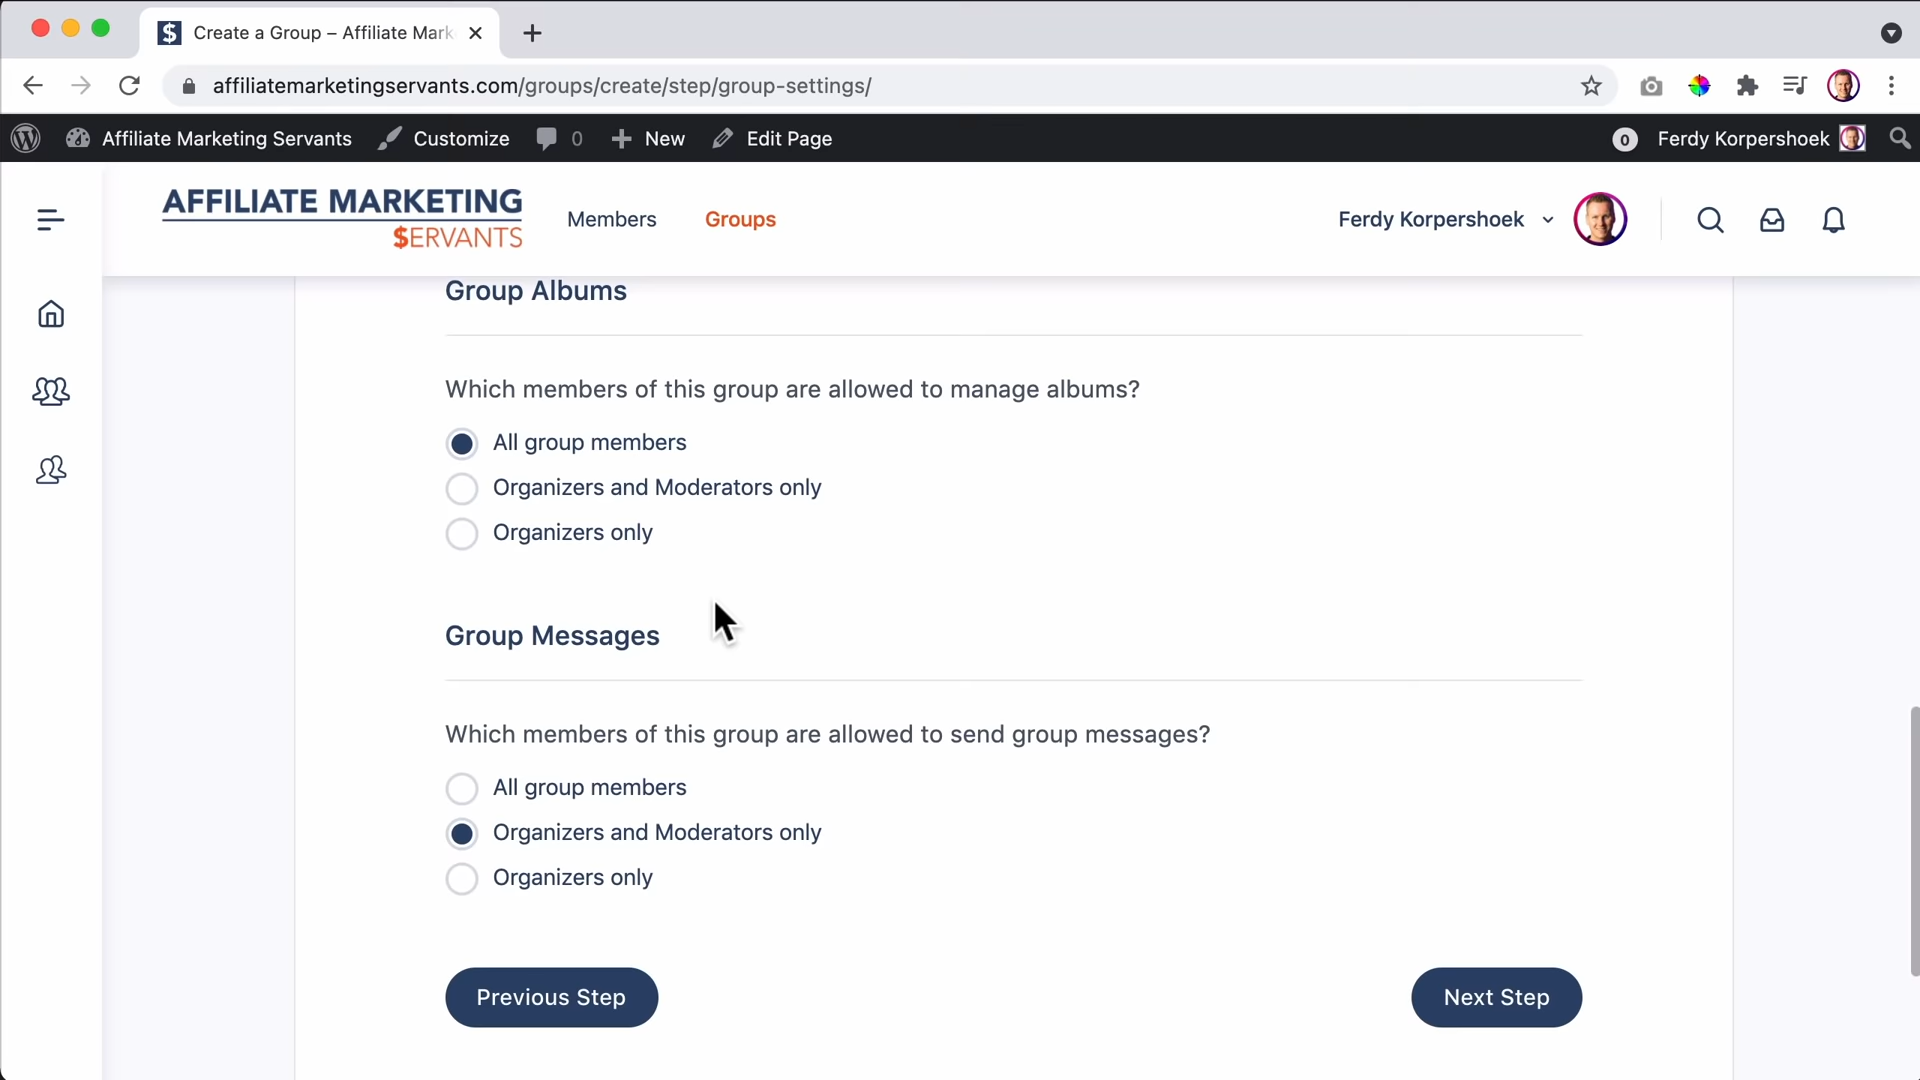 Create a Group – Affiliate Mark
affiliatemarketingservants.com/groups/create/step/group-settings/
Affiliate Marketing Servants Customize 0 New Edit Page 0 Ferdy Korpershoek
AFFILIATE MARKETING
$ERVANTS
Members Groups Ferdy Korpershoek
Group Albums
Which members of this group are allowed to manage albums?
All group members
Organizers and Moderators only
Organizers only
Group Messages
Which members of this group are allowed to send group messages?
All group members
Organizers and Moderators only
Organizers only
Previous Step Next Step